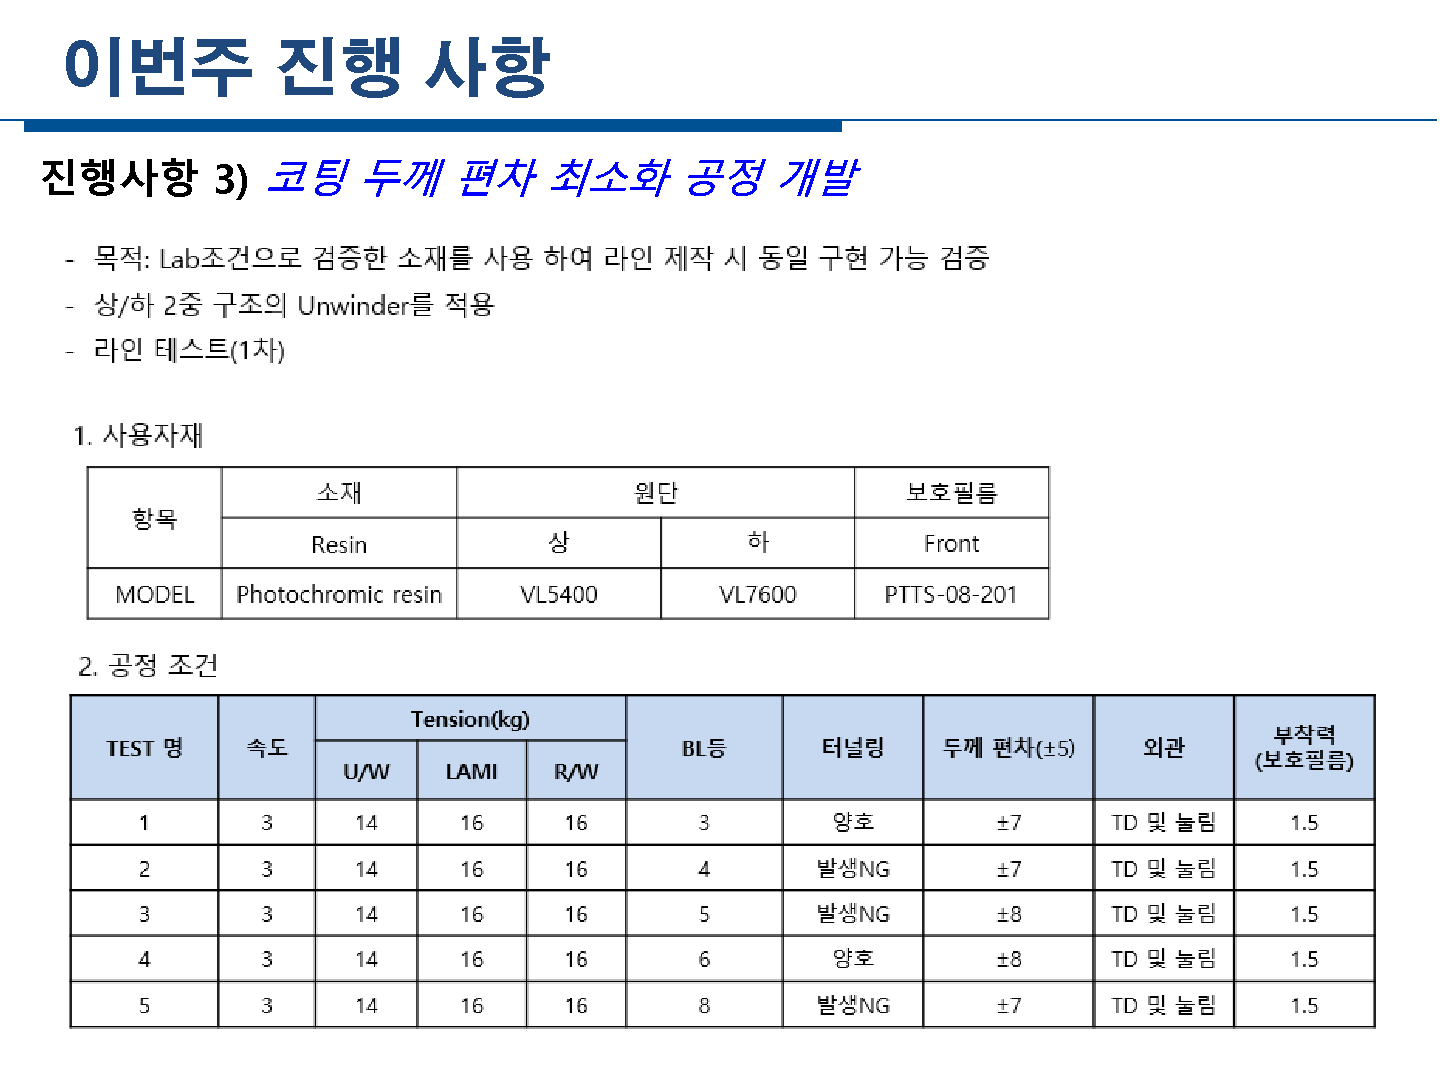 이번주 진행 사항
진행사항 3) 코팅 두께 편차 최소화 공정 개발
- 목적: Lab조건으로 검증한 소재를 사용 하여 라인 제작 시 동일 구현 가능 검증
- 상/하 2중 구조의 Unwinder를 적용
- 라인 테스트(1차)
1. 사용자재
항목 소재 원단 보호필름
Resin 상 하 Front
MODEL Photochromic resin VL5400 VL7600 PTTS-08-201
2. 공정 조건
TEST 명 속도 Tension(kg) BL등 터널링 두께 편차(±5) 외관 부착력
(보호필름)
U/W LAMI R/W
1 3 14 16 16 3 양호 ±7 TD 및 눌림 1.5
2 3 14 16 16 4 발생NG ±7 TD 및 눌림 1.5
3 3 14 16 16 5 발생NG ±8 TD 및 눌림 1.5
4 3 14 16 16 6 양호 ±8 TD 및 눌림 1.5
5 3 14 16 16 8 발생NG ±7 TD 및 눌림 1.5